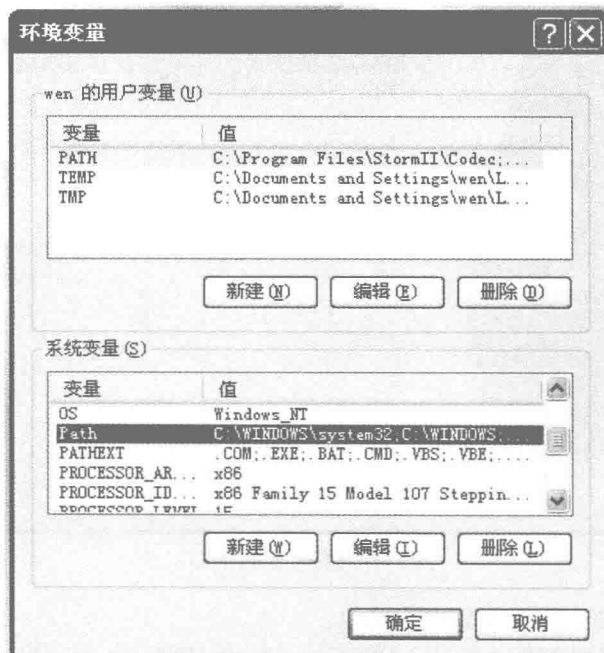 环境变量
wen 的用户变量(U)
变量 值
PATH C:\Program Files\StormII\Codec;...
TEMP C:\Documents and Settings\wen\L...
TMP C:\Documents and Settings\wen\L...
新建(N) 编辑(E) 删除(D)
系统变量(S)
变量 值
OS Windows_NT
Path C:\WINDOWS\system32;C:\WINDOWS;...
PATHEXT .COM;.EXE;.BAT;.CMD;.VBS;.VBE;...
PROCESSOR_AR... x86
PROCESSOR_ID... x86 Family 15 Model 107 Steppin...
PROCESSOR_LEVEL 15
新建(W) 编辑(I) 删除(L)
确定 取消